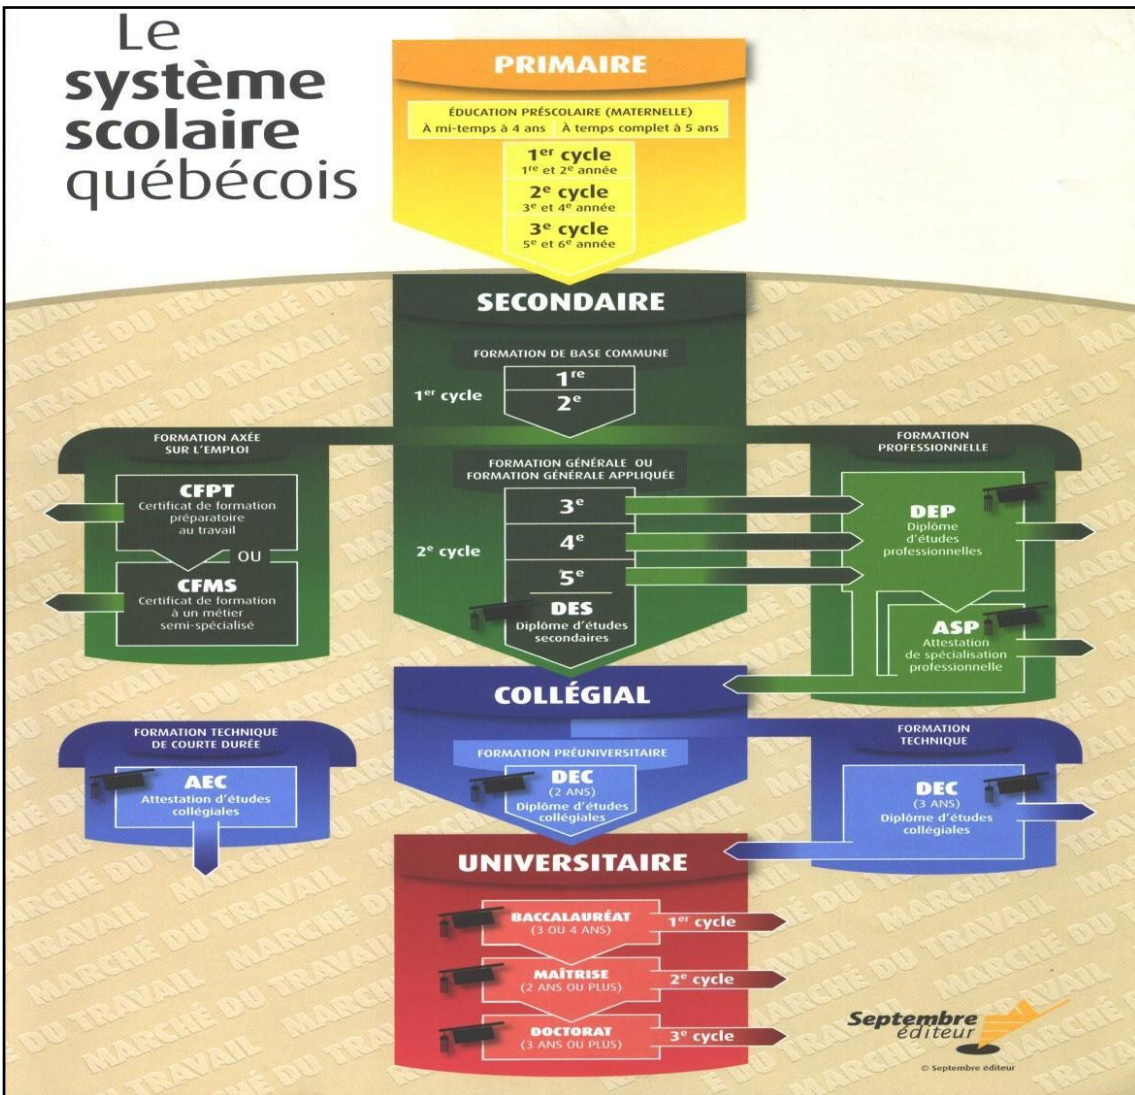 Le
système
scolaire
québécois
PRIMAIRE
ÉDUCATION PRÉSCOLAIRE (MATERNELLE)
À mi-temps à 4 ans À temps complet à 5 ans
1er cycle
1re et 2e année
2e cycle
3e et 4e année
3e cycle
5e et 6e année
SECONDAIRE
FORMATION DE BASE COMMUNE
1er cycle
1re
2e
FORMATION AXÉE
SUR L'EMPLOI
CFPT
Certificat de formation
préparatoire
au travail
OU
CFMS
Certificat de formation
à un métier
semi-spécialisé
FORMATION GÉNÉRALE OU
FORMATION GÉNÉRALE APPLIQUÉE
2e cycle
3e
4e
5e
DES
Diplôme d'études
secondaires
FORMATION
PROFESSIONNELLE
DEP
Diplôme
d'études
professionnelles
ASP
Attestation
de spécialisation
professionnelle
COLLÉGIAL
FORMATION TECHNIQUE
DE COURTE DURÉE
AEC
Attestation d'études
collégiales
FORMATION PRÉUNIVERSITAIRE
DEC
(2 ANS)
Diplôme d'études
collégiales
FORMATION
TECHNIQUE
DEC
(3 ANS)
Diplôme d'études
collégiales
UNIVERSITAIRE
BACCALAURÉAT
(3 OU 4 ANS)
1er cycle
MAÎTRISE
(2 ANS OU PLUS)
2e cycle
DOCTORAT
(3 ANS OU PLUS)
3e cycle
MARCHÉ DU TRAVAIL
Septembre
éditeur
© Septembre éditeur